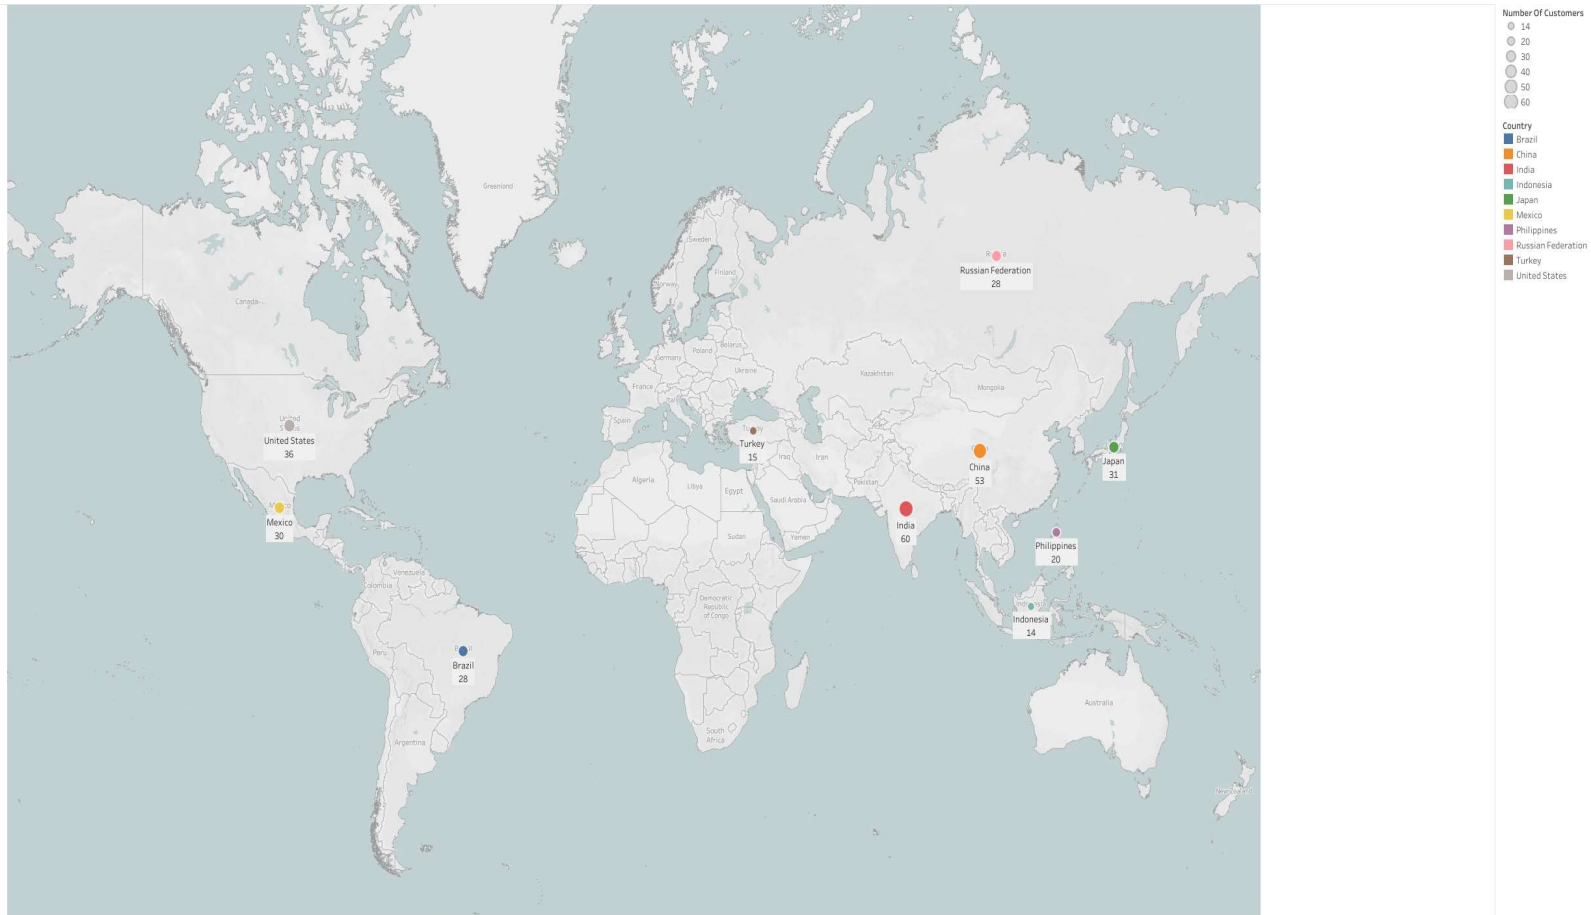 Greenland
Sweden
Finland
Norway
Russian Federation
28
Canada
Poland
Belarus
Germany
Ukraine
France
Kazakhstan
Mongolia
Spain
United
United States
36
Turkey
15
Iraq
Iran
China
53
Japan
31
Algeria
Libya
Egypt
Pakistan
Saudi Arabia
Mexico
30
India
60
Sudan
Yemen
Philippines
20
Venezuela
Colombia
Democratic
Republic
of Congo
Indonesia
14
Peru
Brazil
28
Australia
Argentina
South
Africa
New Zealand
Number Of Customers
14
20
30
40
50
60
Country
Brazil
China
India
Indonesia
Japan
Mexico
Philippines
Russian Federation
Turkey
United States